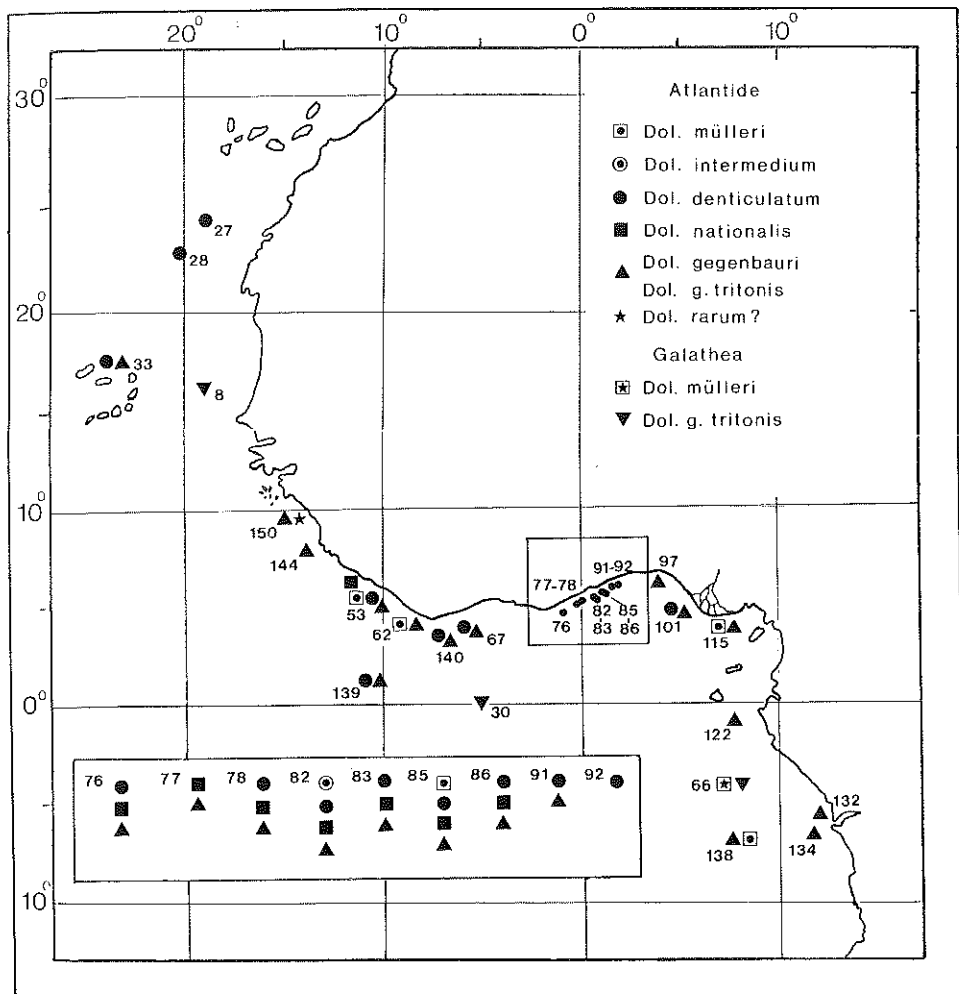 20° 10° 0° 10°
30°
20°
10°
0°
10°
Atlantide
Dol. mülleri
Dol. intermedium
Dol. denticulatum
Dol. nationalis
Dol. gegenbauri
Dol. g. tritonis
Dol. rarum?
Galathea
Dol. mülleri
Dol. g. tritonis
27
28
33
8
150
144
53
62
67
140
139
30
77-78
91-92
97
76
82
83
85
86
101
115
122
66
132
134
138
76 77 78 82 83 85 86 91 92